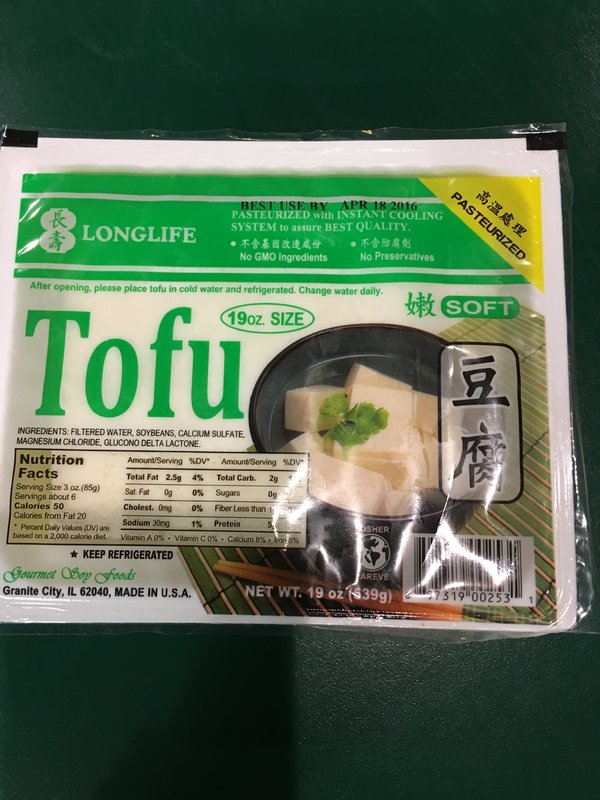 BEST USE BY APR 18 2016
長壽
LONGLIFE
PASTEURIZED with INSTANT COOLING
SYSTEM to assure BEST QUALITY.
• 不含基因改造成份 • 不含防腐劑
No GMO Ingredients No Preservatives
高溫處理
PASTEURIZED
After opening, please place tofu in cold water and refrigerated. Change water daily.
嫩 SOFT
19oz. SIZE
Tofu
豆腐
INGREDIENTS: FILTERED WATER, SOYBEANS, CALCIUM SULFATE,
MAGNESIUM CHLORIDE, GLUCONO DELTA LACTONE.
Nutrition
Facts
Serving Size 3 oz.(85g)
Servings about 6
Calories 50
Calories from Fat 20
* Percent Daily Values (DV) are
based on a 2,000 calorie diet.
Amount/Serving %DV* Amount/Serving %DV*
Total Fat 2.5g 4% Total Carb. 2g
Sat. Fat 0g 0% Sugars 0g
Cholest. 0mg 0% Fiber Less than
Sodium 30mg 1% Protein
Vitamin A 0% • Vitamin C 0% • Calcium 8% • Iron 8%
★ KEEP REFRIGERATED
Gourmet Soy Foods
Granite City, IL 62040, MADE IN U.S.A.
KOSHER
PAREVE
NET WT. 19 oz (539g)
97319 00253 1